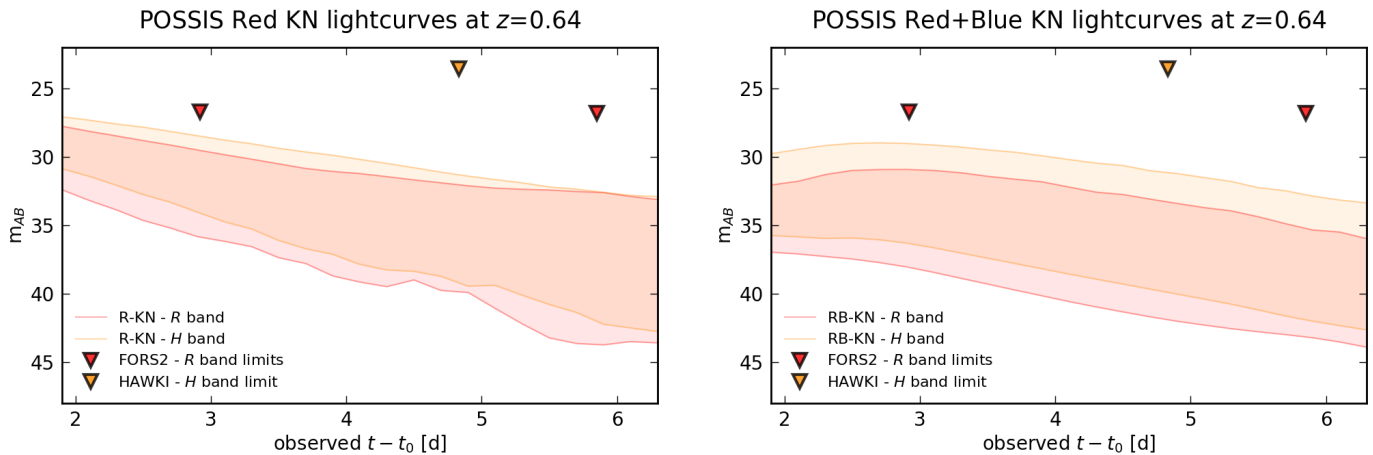 POSSIS Red KN lightcurves at z=0.64
25
30
35
40
45
m_AB
R-KN - R band
R-KN - H band
FORS2 - R band limits
HAWKI - H band limit
2 3 4 5 6
observed t − t₀ [d]
POSSIS Red+Blue KN lightcurves at z=0.64
25
30
35
40
45
m_AB
RB-KN - R band
RB-KN - H band
FORS2 - R band limits
HAWKI - H band limit
2 3 4 5 6
observed t − t₀ [d]